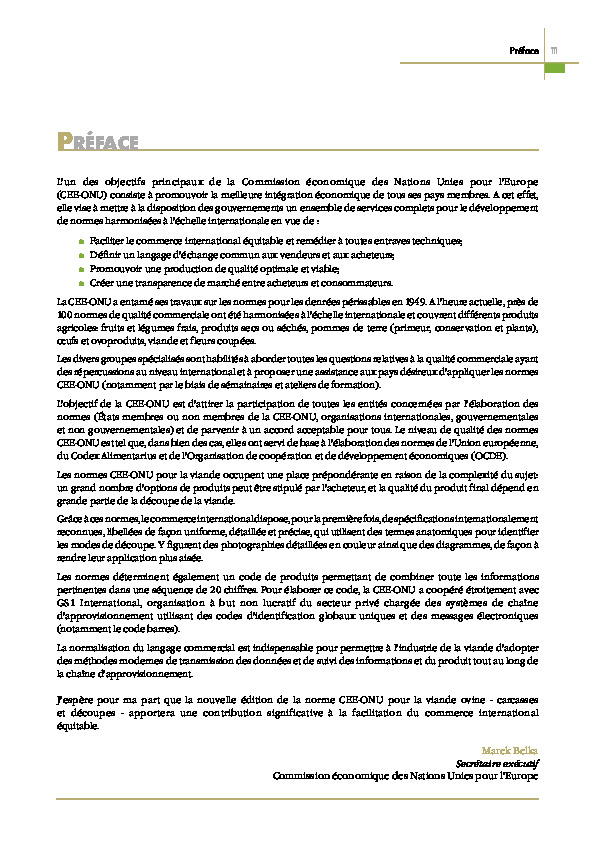 Préface III
PRÉFACE
L'un des objectifs principaux de la Commission économique des Nations Unies pour l'Europe
(CEE-ONU) consiste à promouvoir la meilleure intégration économique de tous ses pays membres. A cet effet,
elle vise à mettre à la disposition des gouvernements un ensemble de services complets pour le développement
de normes harmonisées à l'échelle internationale en vue de :
Faciliter le commerce international équitable et remédier à toutes entraves techniques;
Définir un langage d'échange commun aux vendeurs et aux acheteurs;
Promouvoir une production de qualité optimale et viable;
Créer une transparence de marché entre acheteurs et consommateurs.
La CEE-ONU a entamé ses travaux sur les normes pour les denrées périssables en 1949. A l'heure actuelle, près de
100 normes de qualité commerciale ont été harmonisées à l'échelle internationale et couvrent différents produits
agricoles: fruits et légumes frais, produits secs ou séchés, pommes de terre (primeur, conservation et plants),
œufs et ovoproduits, viande et fleurs coupées.
Les divers groupes spécialisés sont habilités à aborder toutes les questions relatives à la qualité commerciale ayant
des répercussions au niveau international et à proposer une assistance aux pays désireux d'appliquer les normes
CEE-ONU (notamment par le biais de séminaires et ateliers de formation).
L'objectif de la CEE-ONU est d'attirer la participation de toutes les entités concernées par l'élaboration des
normes (États membres ou non membres de la CEE-ONU, organisations internationales, gouvernementales
et non gouvernementales) et de parvenir à un accord acceptable pour tous. Le niveau de qualité des normes
CEE-ONU est tel que, dans bien des cas, elles ont servi de base à l'élaboration des normes de l'Union européenne,
du Codex Alimentarius et de l'Organisation de coopération et de développement économiques (OCDE).
Les normes CEE-ONU pour la viande occupent une place prépondérante en raison de la complexité du sujet:
un grand nombre d'options de produits peut être stipulé par l'acheteur, et la qualité du produit final dépend en
grande partie de la découpe de la viande.
Grâce à ces normes, le commerce international dispose, pour la première fois, de spécifications internationalement
reconnues, libellées de façon uniforme, détaillée et précise, qui utilisent des termes anatomiques pour identifier
les modes de découpe. Y figurent des photographies détaillées en couleur ainsi que des diagrammes, de façon à
rendre leur application plus aisée.
Les normes déterminent également un code de produits permettant de combiner toute les informations
pertinentes dans une séquence de 20 chiffres. Pour élaborer ce code, la CEE-ONU a coopéré étroitement avec
GS1 International, organisation à but non lucratif du secteur privé chargée des systèmes de chaîne
d'approvisionnement utilisant des codes d'identification globaux uniques et des messages électroniques
(notamment le code barres).
La normalisation du langage commercial est indispensable pour permettre à l'industrie de la viande d'adopter
des méthodes modernes de transmission des données et de suivi des informations et du produit tout au long de
la chaîne d'approvisionnement.
J'espère pour ma part que la nouvelle édition de la norme CEE-ONU pour la viande ovine - carcasses
et découpes - apportera une contribution significative à la facilitation du commerce international
équitable.
Marek Belka
Secrétaire exécutif
Commission économique des Nations Unies pour l'Europe